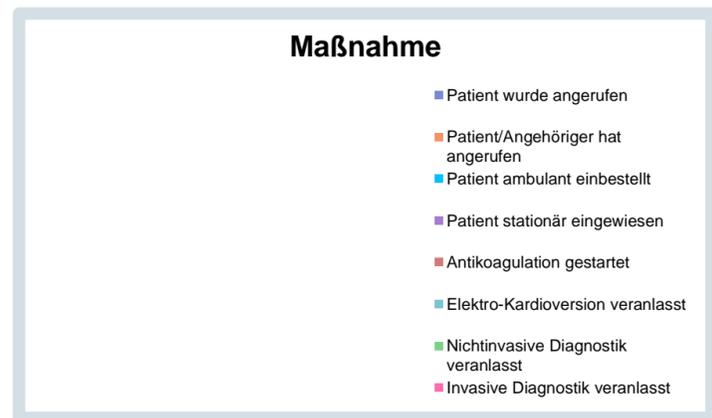 Maßnahme
Patient wurde angerufen
Patient/Angehöriger hat
angerufen
Patient ambulant einbestellt
Patient stationär eingewiesen
Antikoagulation gestartet
Elektro-Kardioversion veranlasst
Nichtinvasive Diagnostik
veranlasst
Invasive Diagnostik veranlasst